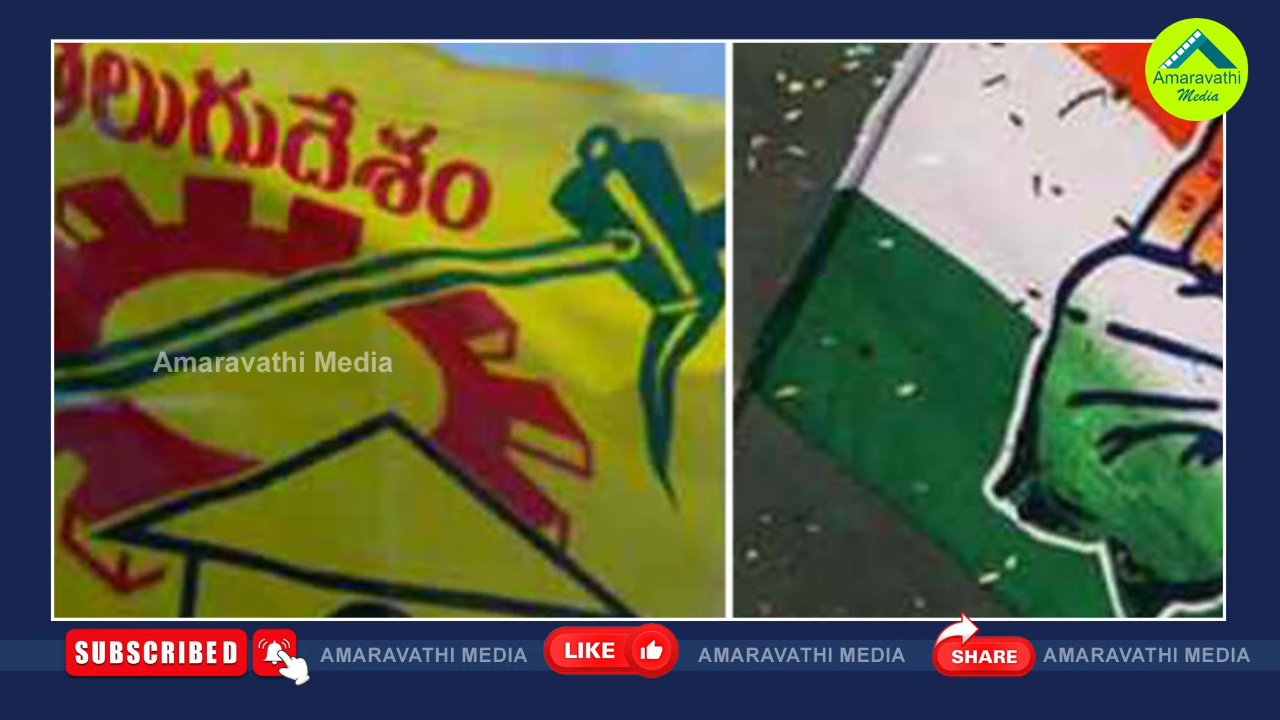 తెలుగుదేశం
Amaravathi
Media
Amaravathi Media
SUBSCRIBED
AMARAVATHI MEDIA
LIKE
AMARAVATHI MEDIA
SHARE
AMARAVATHI MEDIA